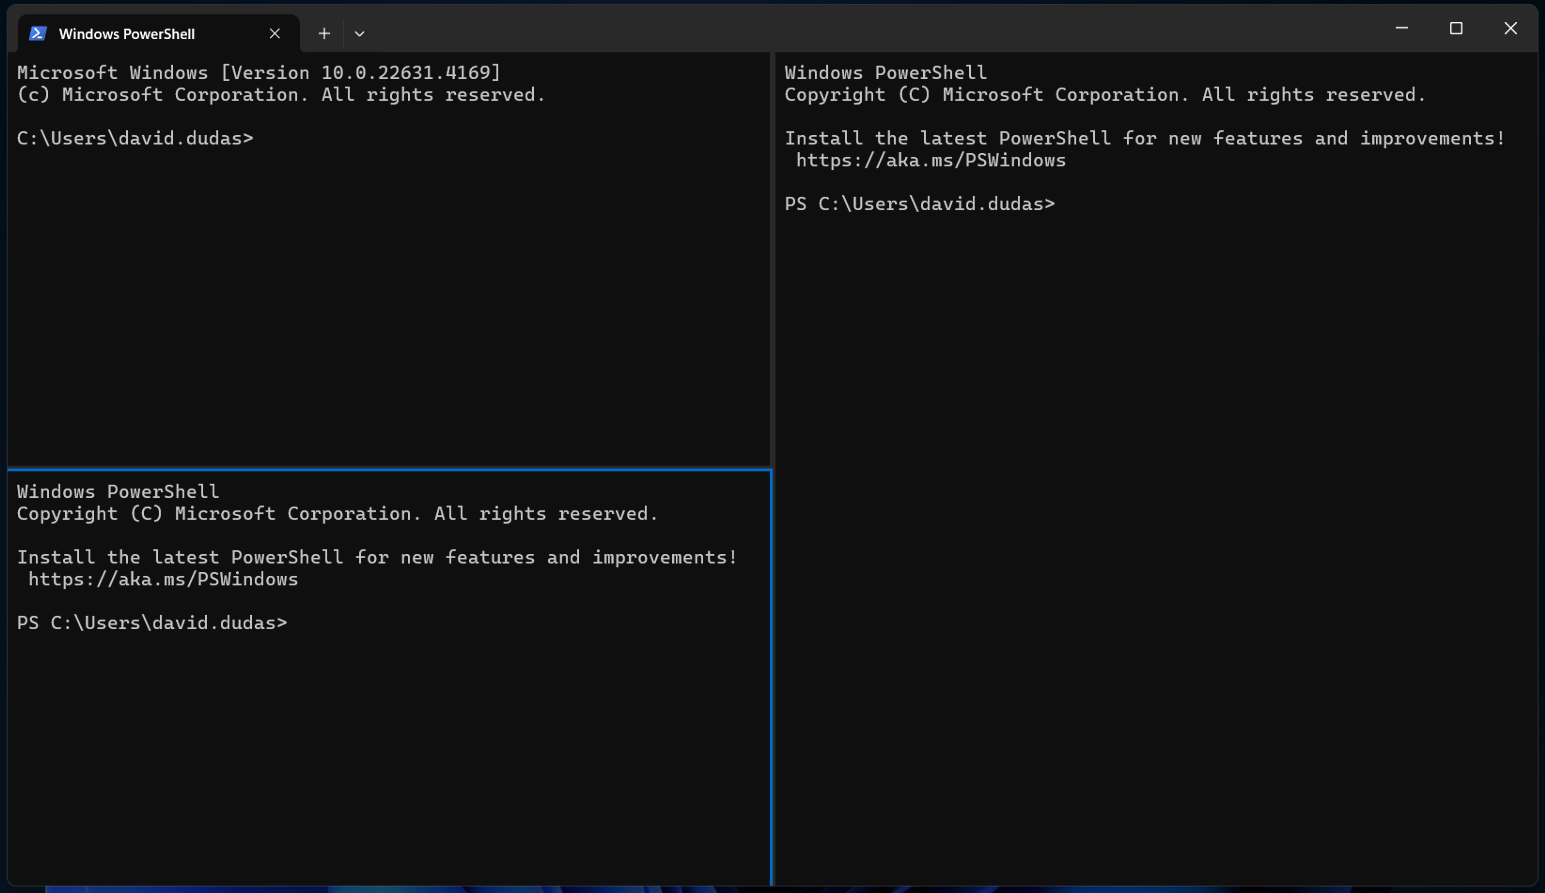 Windows PowerShell
Microsoft Windows [Version 10.0.22631.4169]
(c) Microsoft Corporation. All rights reserved.
C:\Users\david.dudas>
Windows PowerShell
Copyright (C) Microsoft Corporation. All rights reserved.
Install the latest PowerShell for new features and improvements!
https://aka.ms/PSWindows
PS C:\Users\david.dudas>
Windows PowerShell
Copyright (C) Microsoft Corporation. All rights reserved.
Install the latest PowerShell for new features and improvements!
https://aka.ms/PSWindows
PS C:\Users\david.dudas>